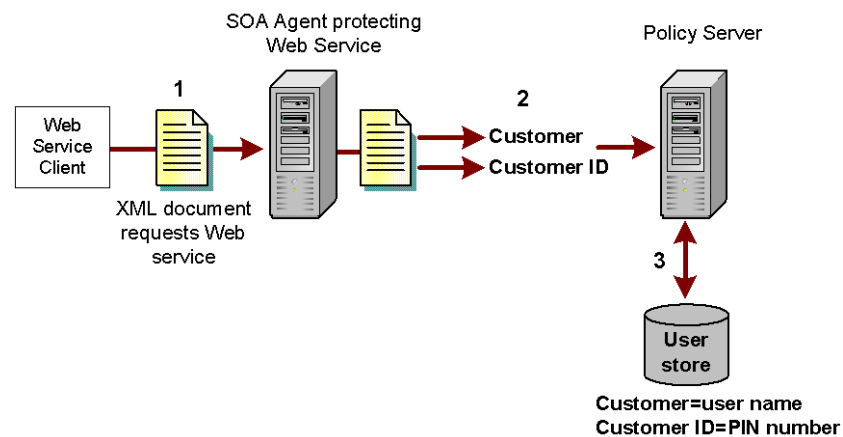 SOA Agent protecting
Web Service
Policy Server
1
2
Web
Service
Client
Customer
Customer ID
XML document
requests Web
service
3
User
store
Customer=user name
Customer ID=PIN number